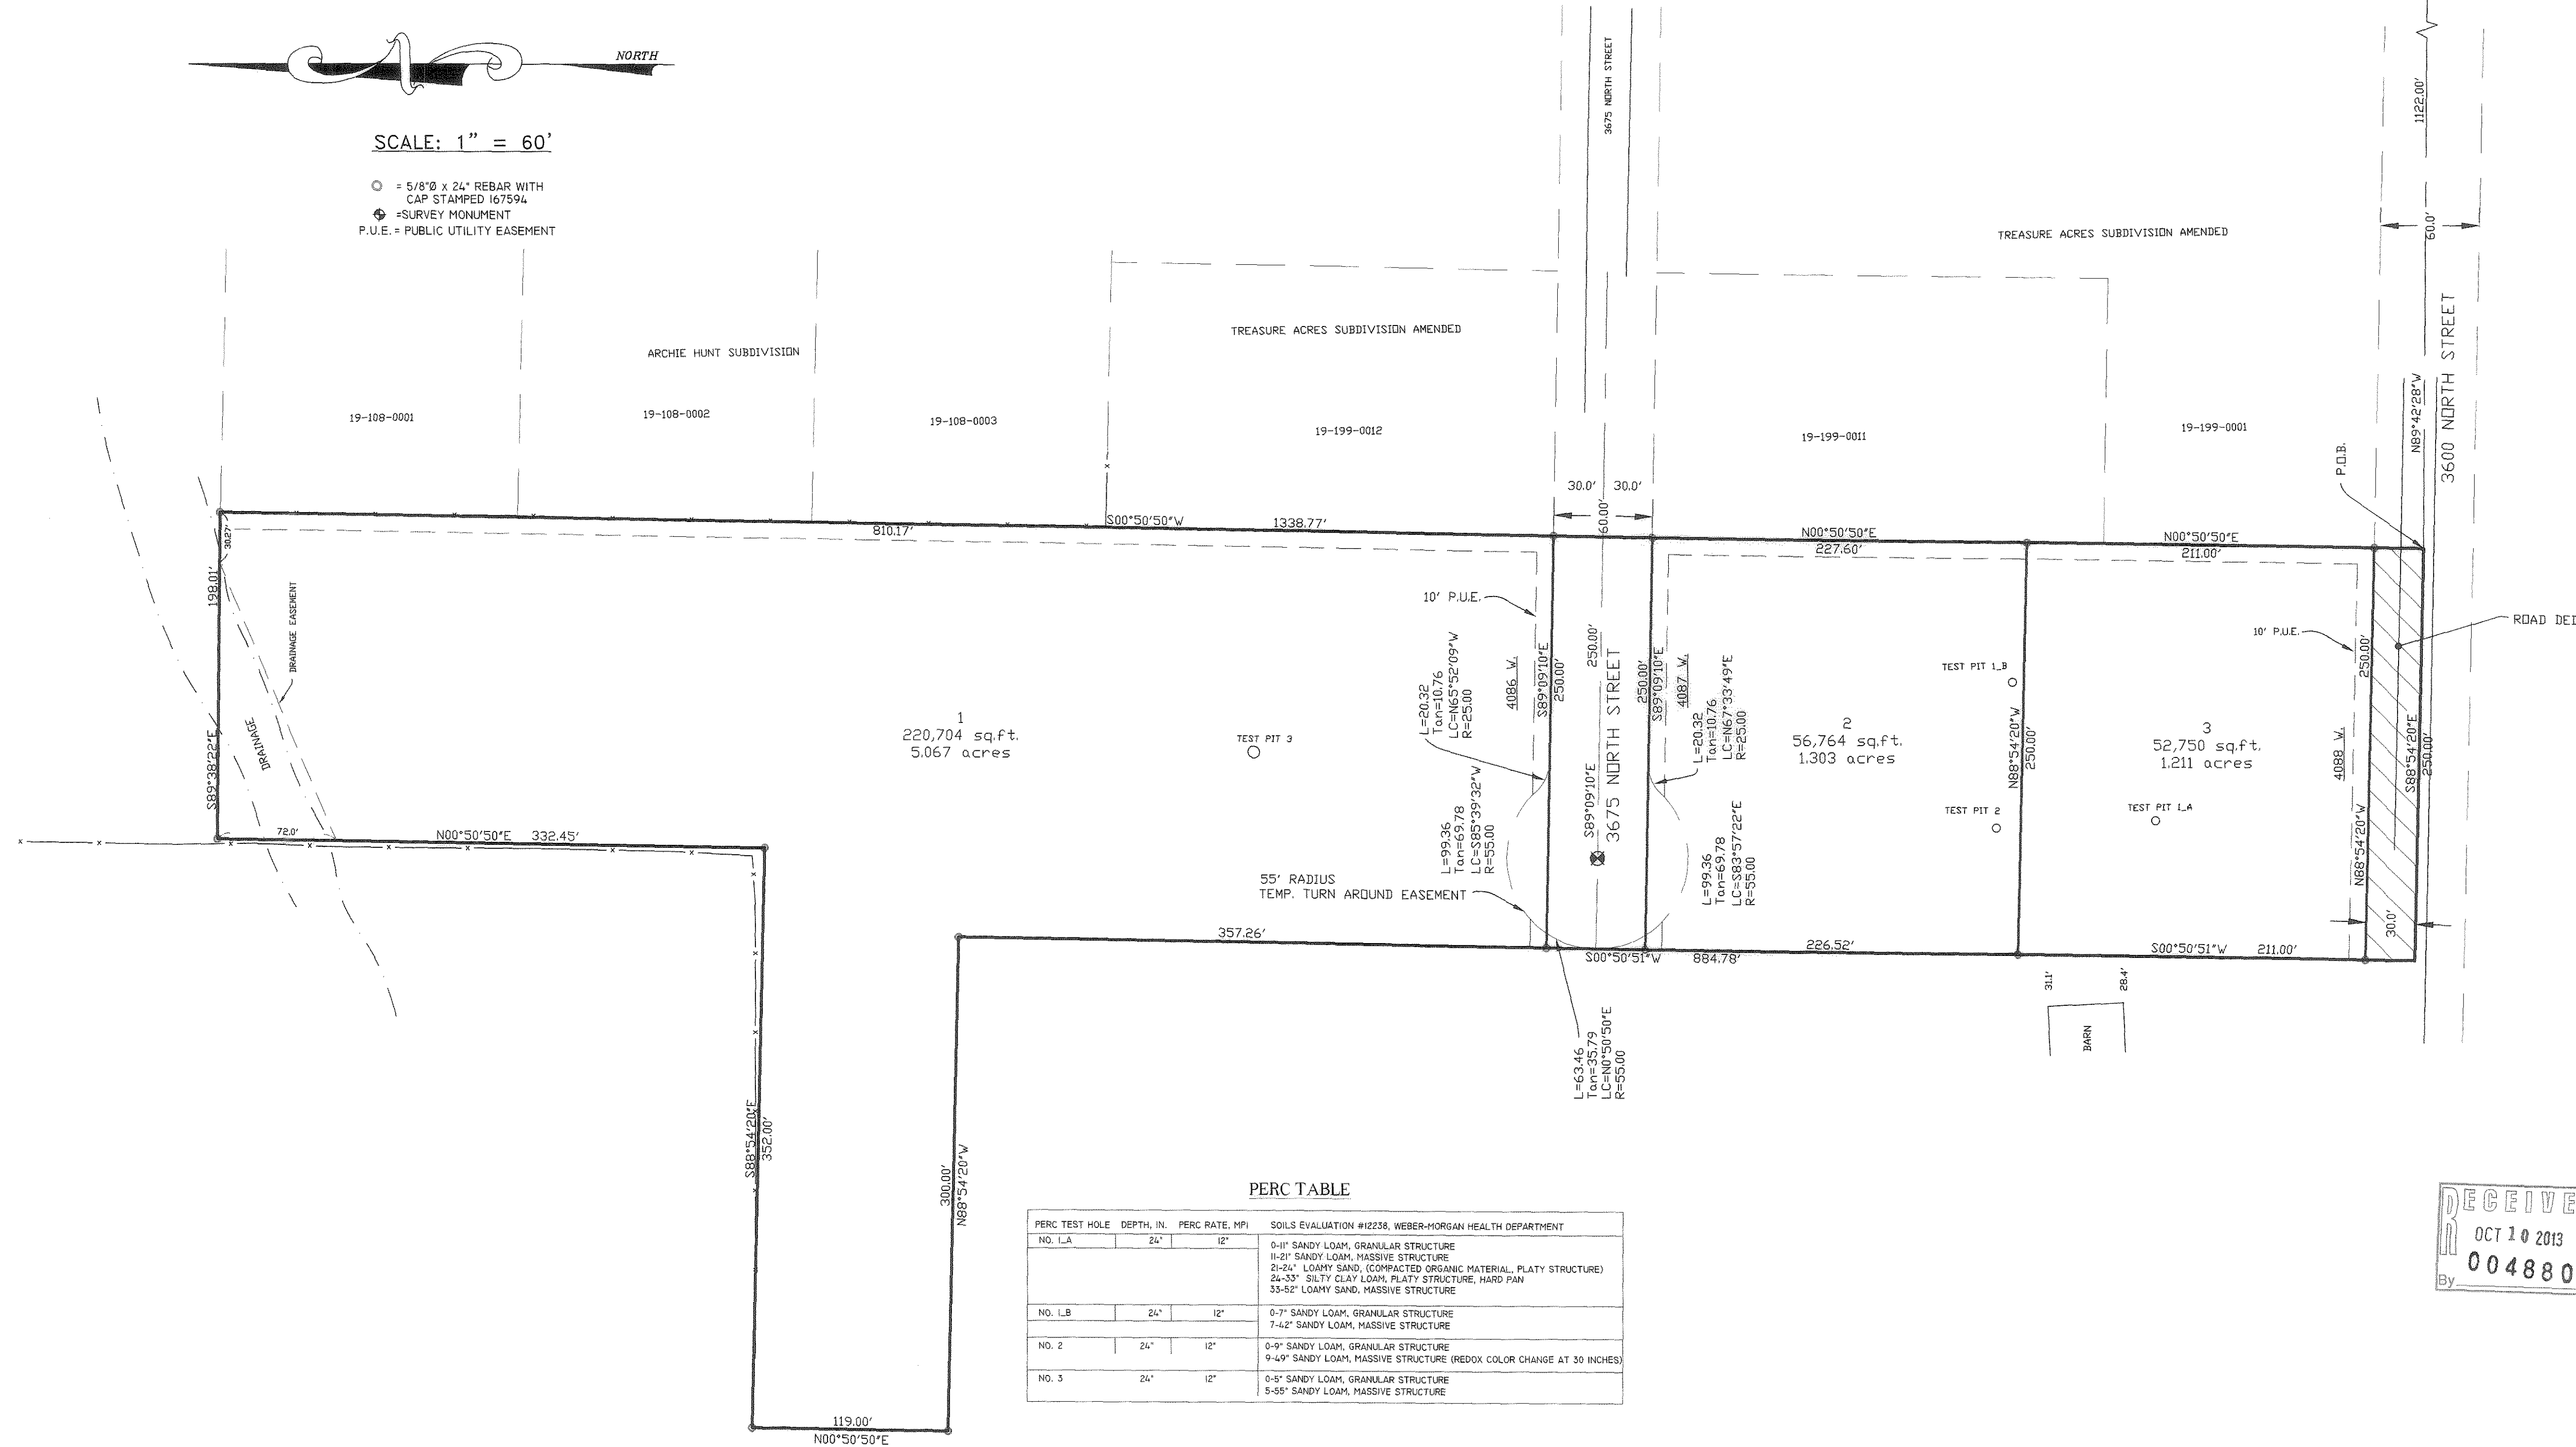 NORTH
SCALE: 1" = 60'
= 5/8"Ø x 24" REBAR WITH
CAP STAMPED 167594
=SURVEY MONUMENT
P.U.E. = PUBLIC UTILITY EASEMENT
3675 NORTH STREET
1122.00'
60.0'
TREASURE ACRES SUBDIVISION AMENDED
3600 NORTH STREET
N89°42'28"W
TREASURE ACRES SUBDIVISION AMENDED
ARCHIE HUNT SUBDIVISION
19-108-0001
19-108-0002
19-108-0003
19-199-0012
19-199-0011
19-199-0001
P.O.B.
30.0'
30.0'
60.00'
S00°50'50"W
1338.77'
810.17'
N00°50'50"E
227.60'
N00°50'50"E
211.00'
30.27'
198.01'
S89°38'22"E
DRAINAGE EASEMENT
DRAINAGE
72.0'
N00°50'50"E 332.45'
1
220,704 sq.ft.
5.067 acres
TEST PIT 3
10' P.U.E.
L=20.32
Tan=10.76
LC=N65°52'09"W
R=25.00
4086 W.
S89°09'10"E
250.00'
L=99.36
Tan=69.78
LC=S85°39'32"W
R=55.00
250.00'
S89°09'10"E
3675 NORTH STREET
250.00'
S89°09'10"E
4087 W.
L=20.32
Tan=10.76
LC=N67°33'49"E
R=25.00
L=99.36
Tan=69.78
LC=S83°57'22"E
R=55.00
55' RADIUS
TEMP. TURN AROUND EASEMENT
2
56,764 sq.ft.
1.303 acres
TEST PIT 1_B
TEST PIT 2
N88°54'20"W
250.00'
3
52,750 sq.ft.
1.211 acres
TEST PIT 1_A
10' P.U.E.
250.00'
4088 W.
N88°54'20"W
S88°54'20"E
250.00'
30.0'
ROAD DED
357.26'
S00°50'51"W
884.78'
226.52'
S00°50'51"W
211.00'
31.1'
28.4'
BARN
L=63.46
Tan=35.79
LC=N0°50'50"E
R=55.00
S88°54'20"E
352.00'
300.00'
N88°54'20"W
119.00'
N00°50'50"E
PERC TABLE
PERC TEST HOLE DEPTH, IN. PERC RATE, MPI SOILS EVALUATION #12238, WEBER-MORGAN HEALTH DEPARTMENT
NO. 1_A 24" 12" 0-11" SANDY LOAM, GRANULAR STRUCTURE
11-21" SANDY LOAM, MASSIVE STRUCTURE
21-24" LOAMY SAND, (COMPACTED ORGANIC MATERIAL, PLATY STRUCTURE)
24-33" SILTY CLAY LOAM, PLATY STRUCTURE, HARD PAN
33-52" LOAMY SAND, MASSIVE STRUCTURE
NO. 1_B 24" 12" 0-7" SANDY LOAM, GRANULAR STRUCTURE
7-42" SANDY LOAM, MASSIVE STRUCTURE
NO. 2 24" 12" 0-9" SANDY LOAM, GRANULAR STRUCTURE
9-49" SANDY LOAM, MASSIVE STRUCTURE (REDOX COLOR CHANGE AT 30 INCHES)
NO. 3 24" 12" 0-5" SANDY LOAM, GRANULAR STRUCTURE
5-55" SANDY LOAM, MASSIVE STRUCTURE
RECEIVE
OCT 10 2013
004880
By